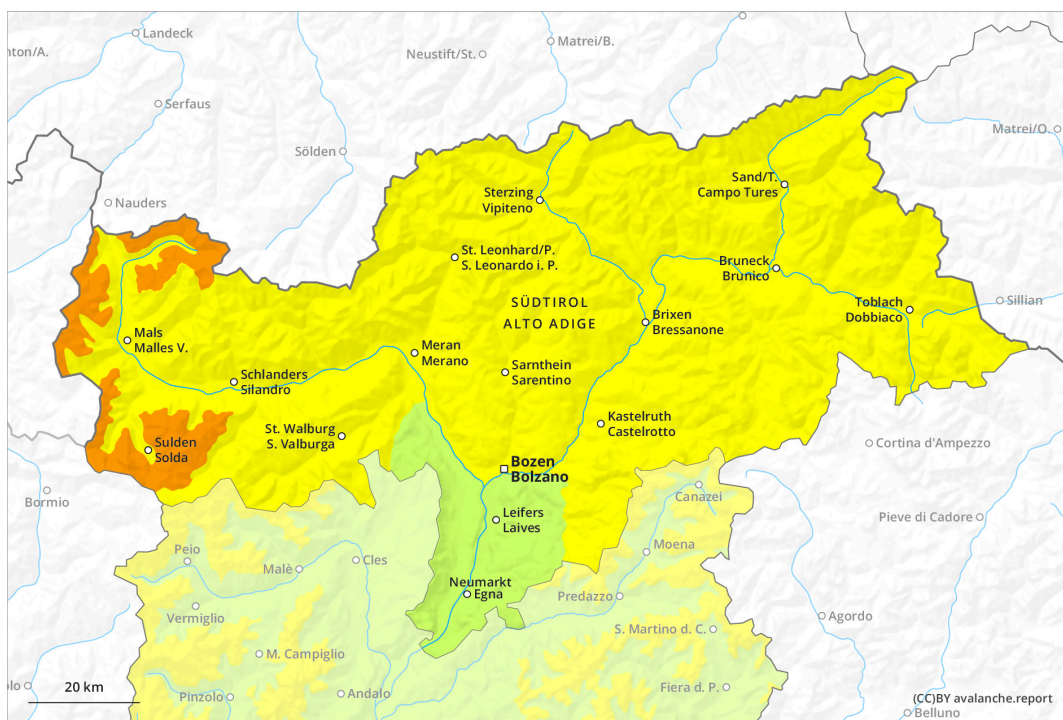 Landeck
nton/A.
Neustift/St.
Matrei/B.
Serfaus
Sölden
Matrei/O.
Sterzing
Vipiteno
Sand/T.
Campo Tures
Nauders
St. Leonhard/P.
S. Leonardo i. P.
Bruneck
Brunico
SÜDTIROL
ALTO ADIGE
Toblach
Dobbiaco
Sillian
Brixen
Bressanone
Mals
Malles V.
Meran
Merano
Sarnthein
Sarentino
Schlanders
Silandro
St. Walburg
S. Valburga
Kastelruth
Castelrotto
Sulden
Solda
Cortina d'Ampezzo
Bozen
Bolzano
Bormio
Canazei
Leifers
Laives
Pieve di Cadore
Peio
Moena
Cles
Malè
Neumarkt
Egna
Predazzo
Vermiglio
Agordo
S. Martino d. C.
M. Campiglio
olo
20 km
Pinzolo
Andalo
Fiera d. P.
(CC)BY avalanche.report
Belluno